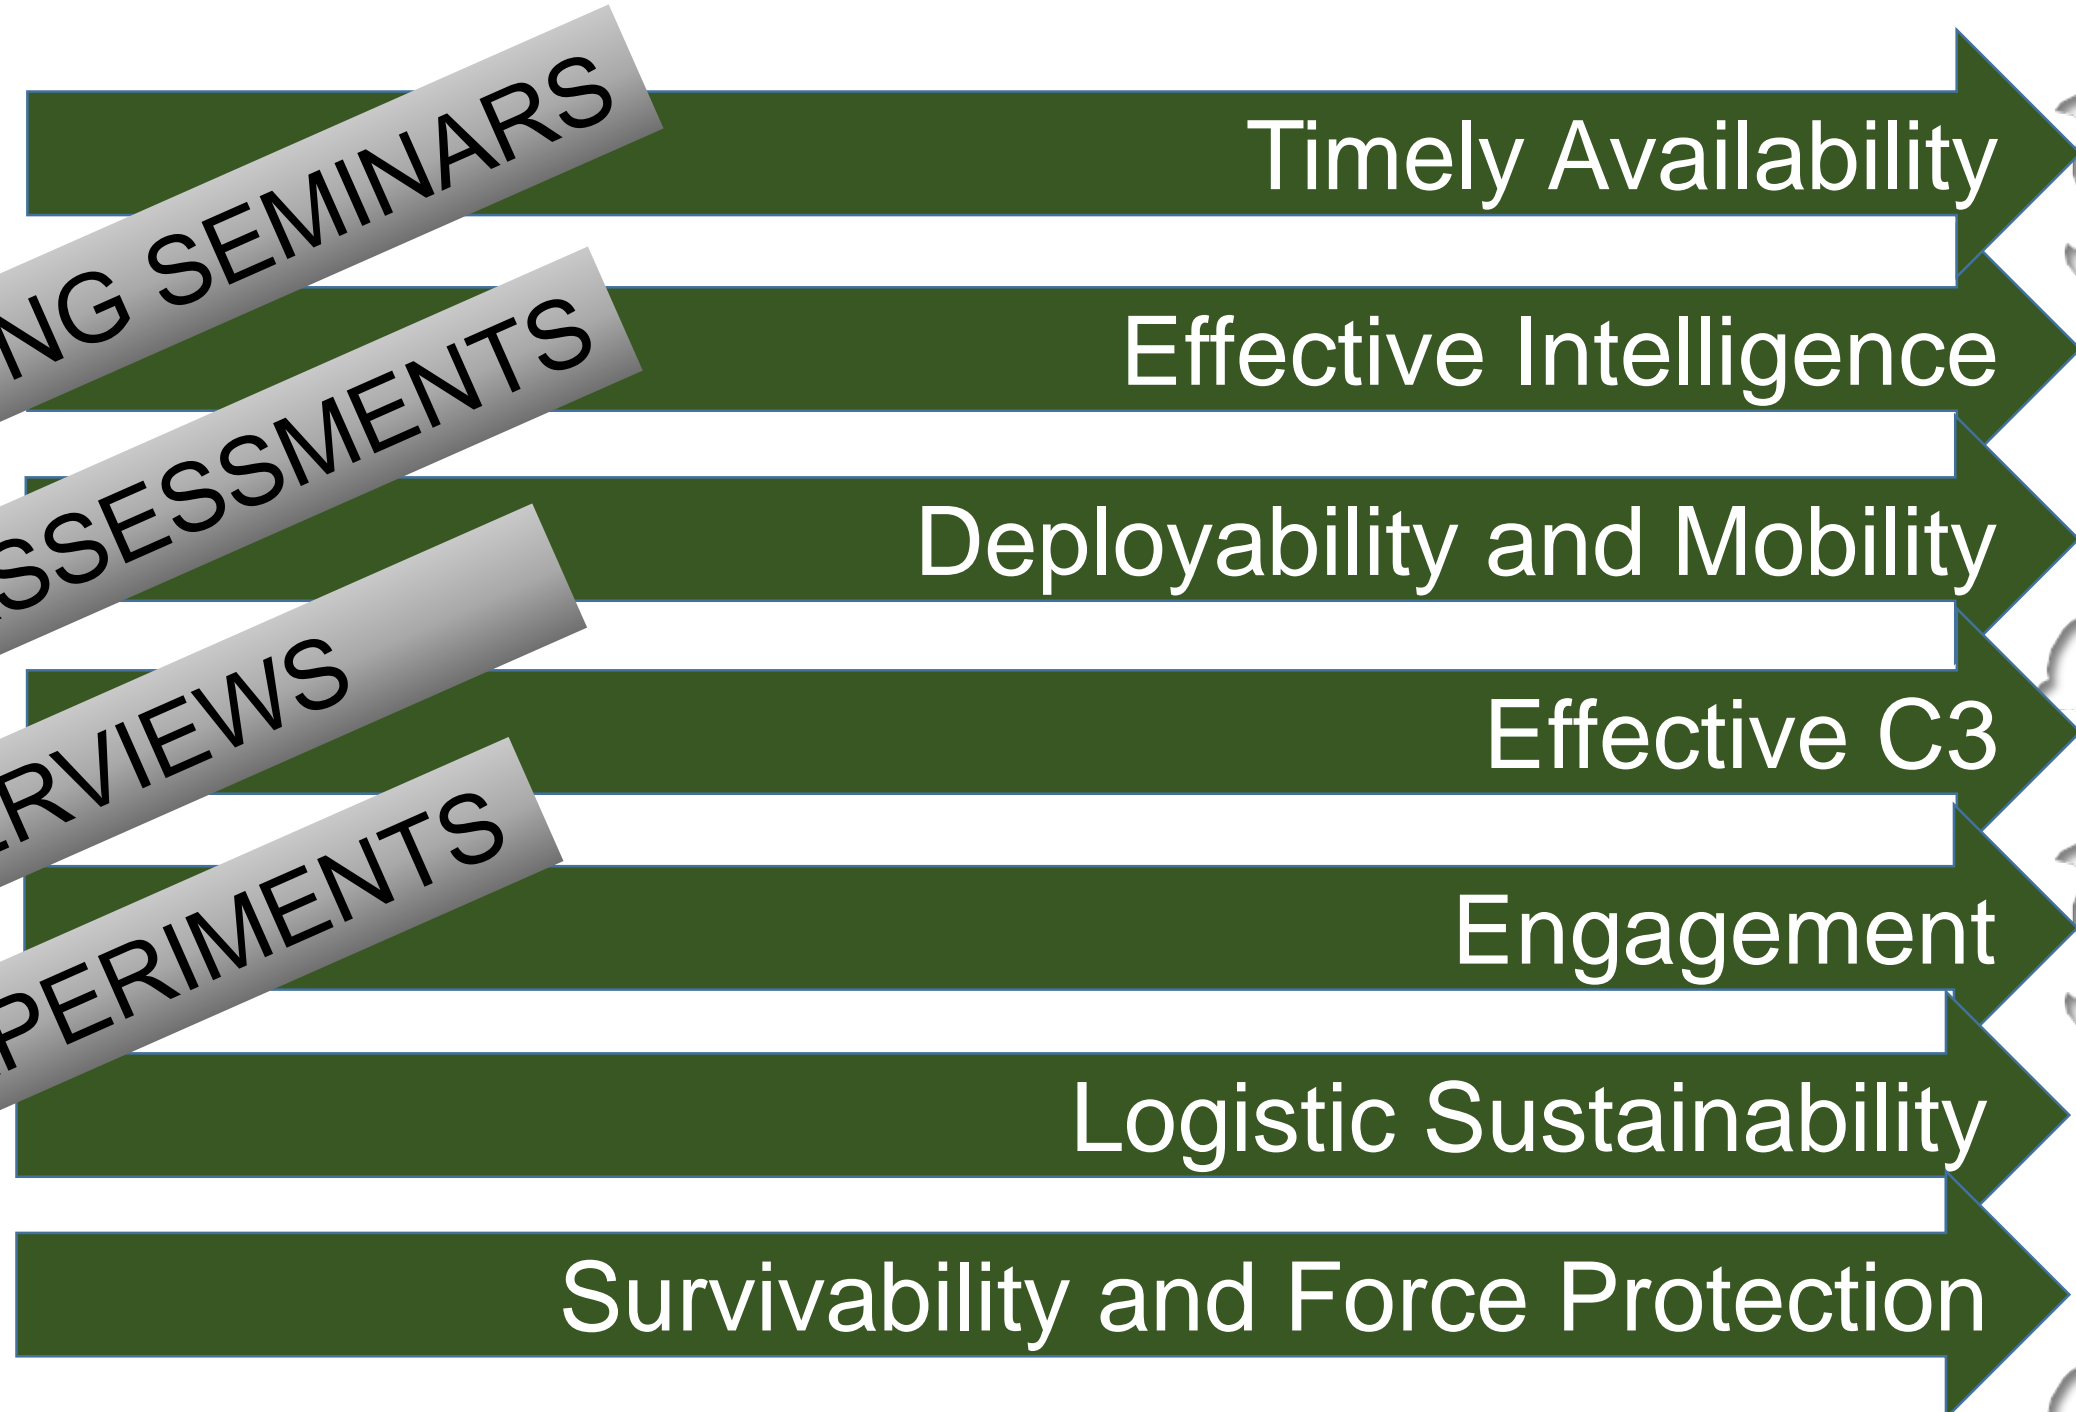 Timely Availability
Effective Intelligence
Deployability and Mobility
Effective C3
Engagement
Logistic Sustainability
Survivability and Force Protection
NG SEMINARS
SSESSMENTS
ERVIEWS
PERIMENTS